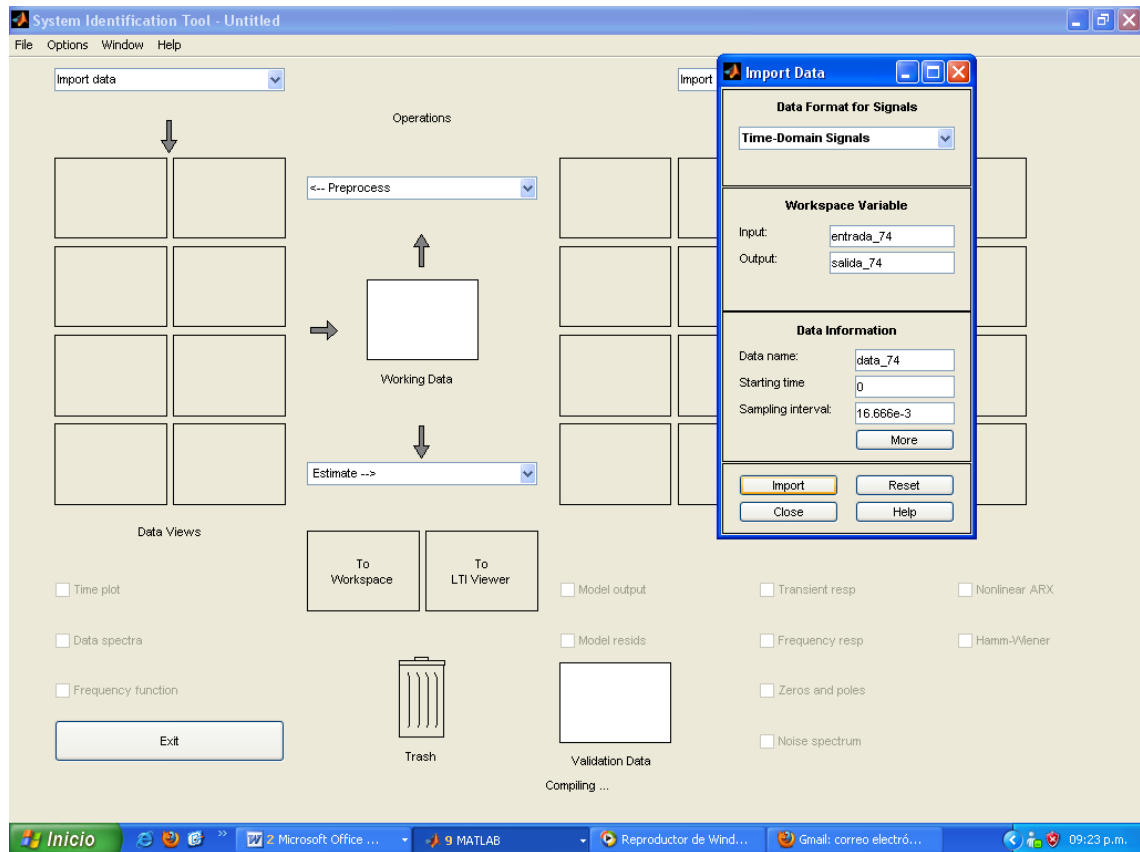 System Identification Tool - Untitled
File Options Window Help
Import data
Import
Operations
<-- Preprocess
Working Data
Estimate -->
Data Views
To Workspace
To LTI Viewer
Time plot
Data spectra
Frequency function
Exit
Trash
Model output
Model resids
Validation Data
Compiling ...
Transient resp
Frequency resp
Zeros and poles
Noise spectrum
Nonlinear ARX
Hamm-Wiener
Import Data
Data Format for Signals
Time-Domain Signals
Workspace Variable
Input: entrada_74
Output: salida_74
Data Information
Data name: data_74
Starting time 0
Sampling interval: 16.666e-3
More
Import Reset
Close Help
Inicio
2 Microsoft Office ...
9 MATLAB
Reproductor de Wind...
Gmail: correo electró...
09:23 p.m.